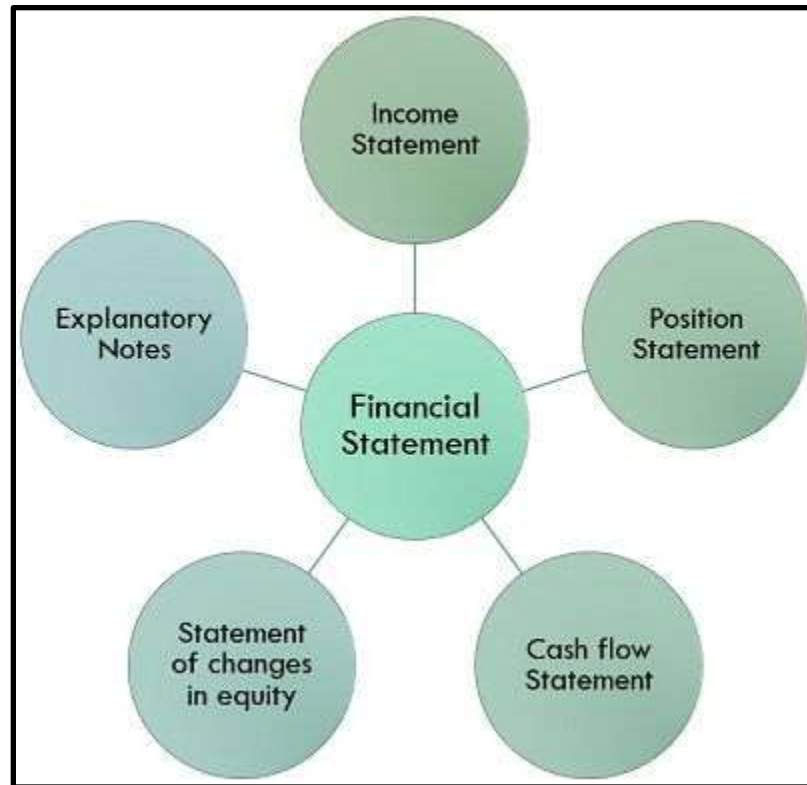 Income
Statement
Explanatory
Notes
Position
Statement
Financial
Statement
Statement
of changes
in equity
Cash flow
Statement